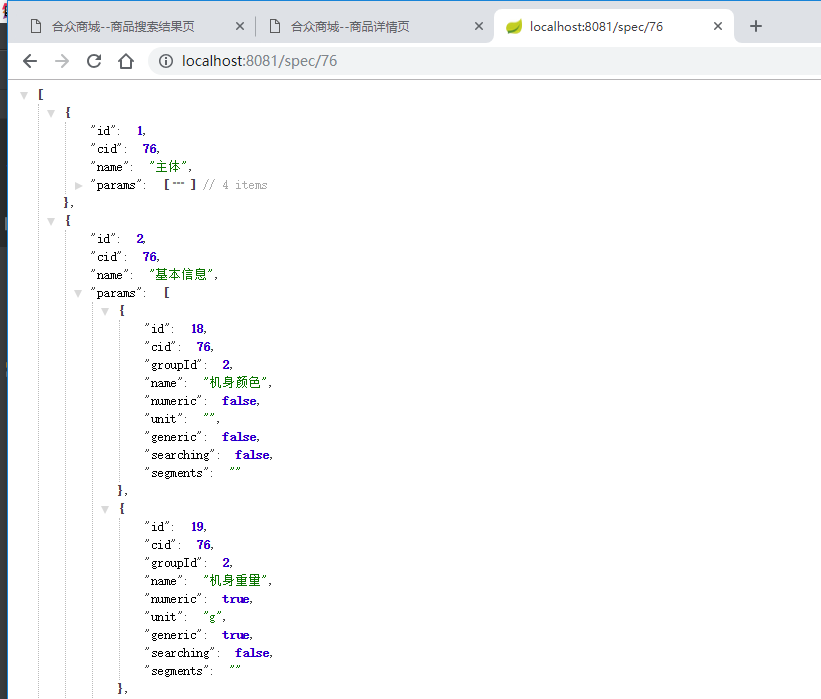 合众商城--商品搜索结果页
合众商城--商品详情页
localhost:8081/spec/76
localhost:8081/spec/76
[
{
"id": 1,
"cid": 76,
"name": "主体",
"params": [ ··· ] // 4 items
},
{
"id": 2,
"cid": 76,
"name": "基本信息",
"params": [
{
"id": 18,
"cid": 76,
"groupId": 2,
"name": "机身颜色",
"numeric": false,
"unit": "",
"generic": false,
"searching": false,
"segments": ""
},
{
"id": 19,
"cid": 76,
"groupId": 2,
"name": "机身重量",
"numeric": true,
"unit": "g",
"generic": true,
"searching": false,
"segments": ""
},